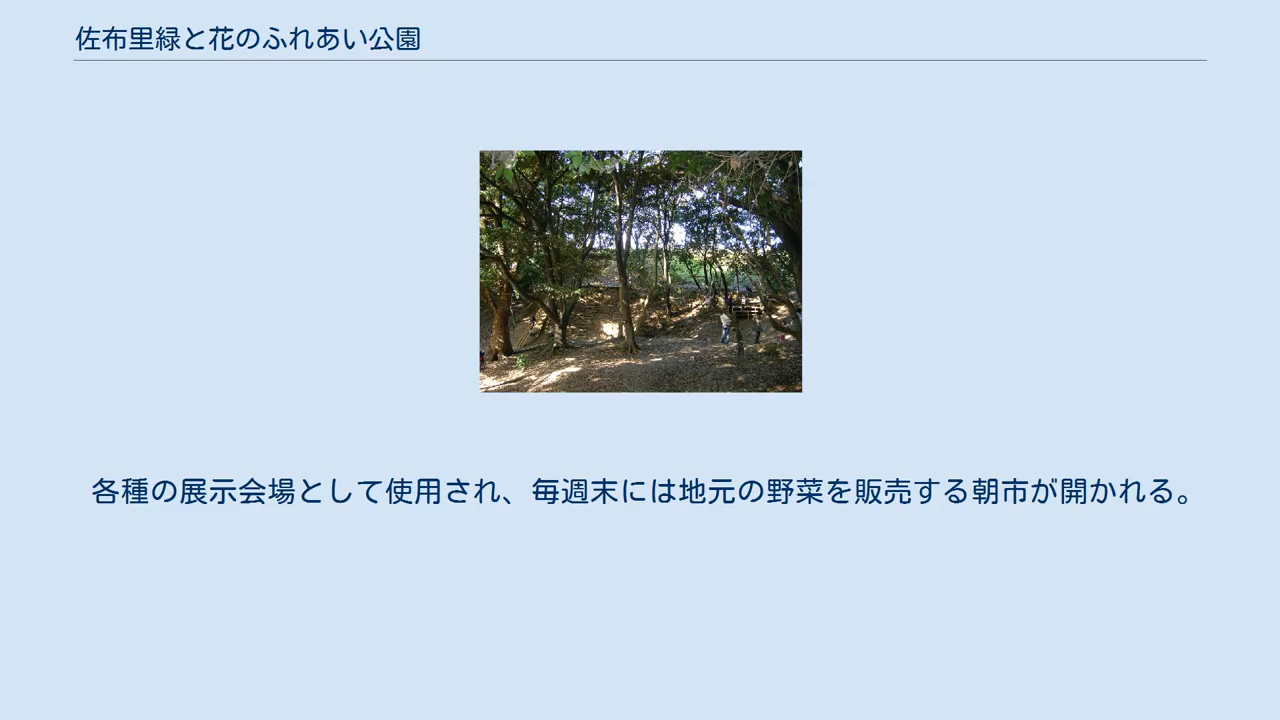 佐布里緑と花のふれあい公園
各種の展示会場として使用され、毎週末には地元の野菜を販売する朝市が開かれる。